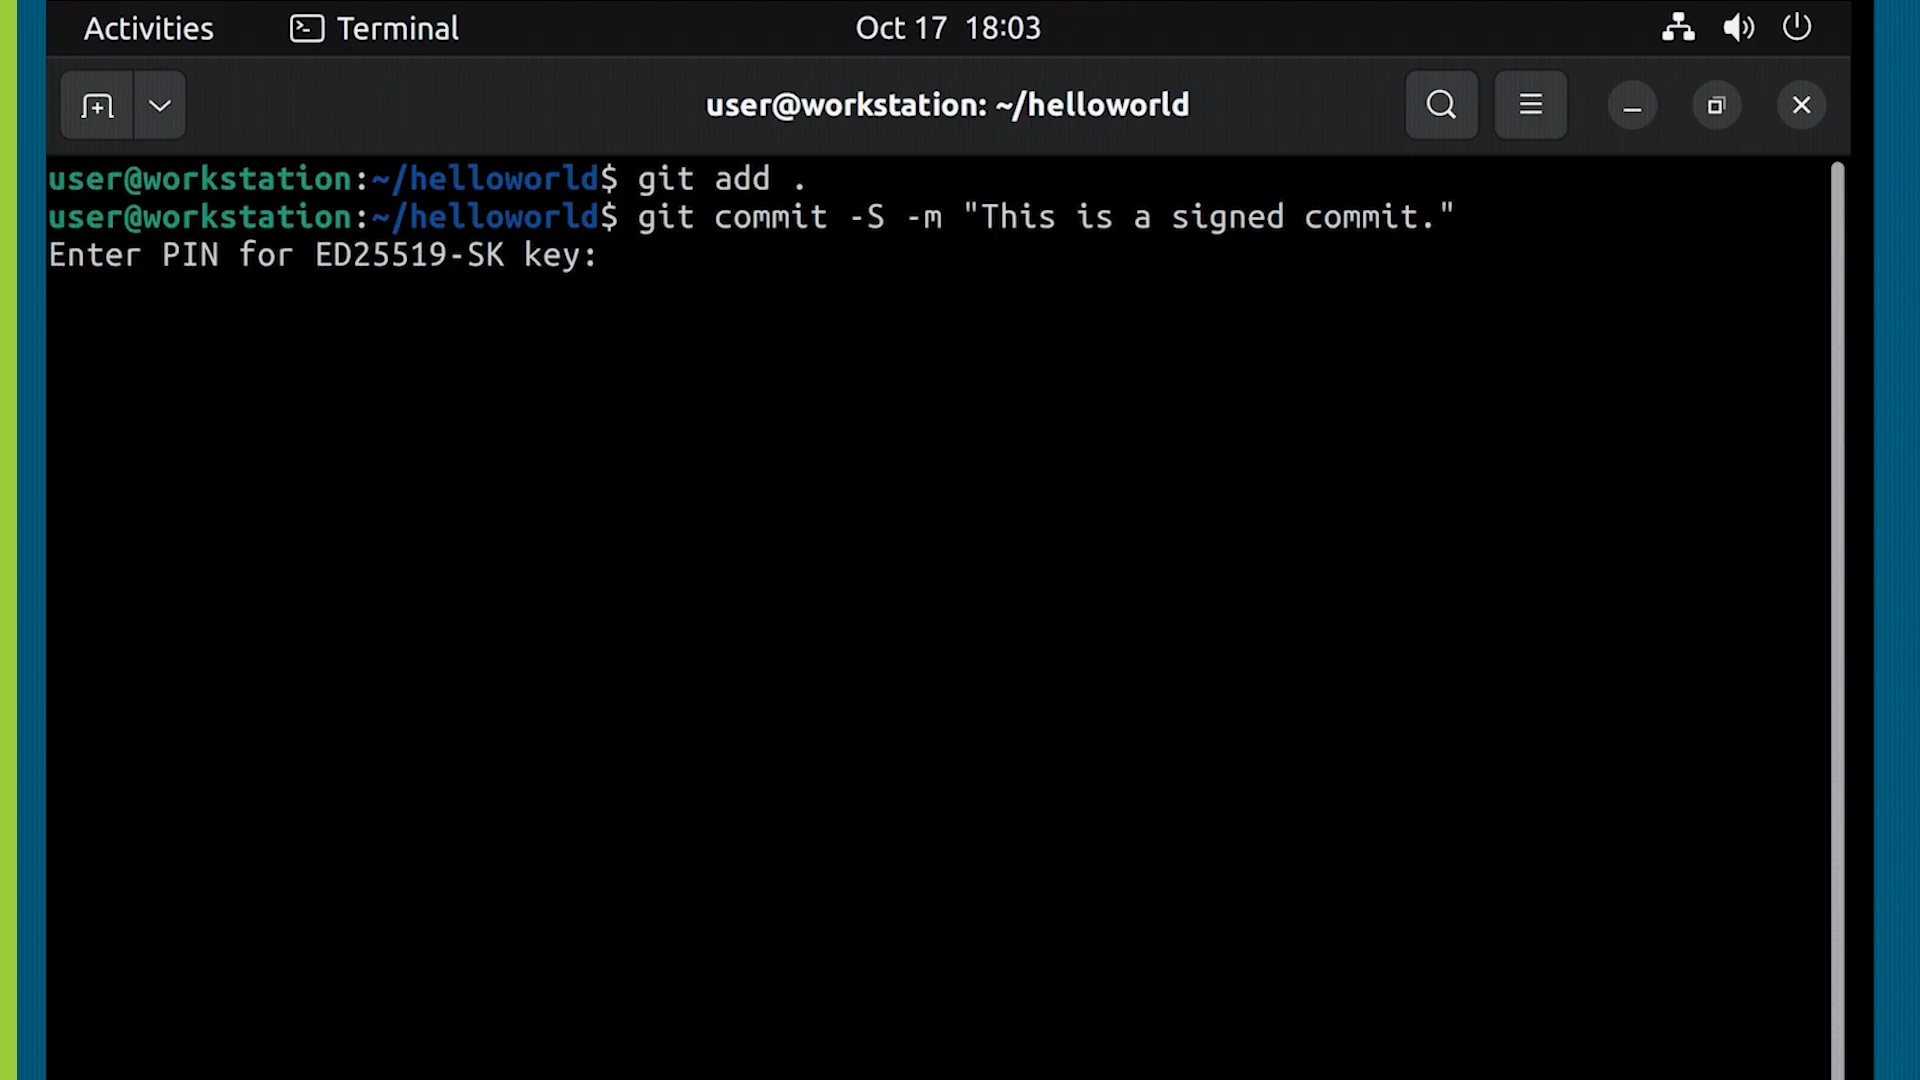 Activities Terminal Oct 17 18:03
user@workstation: ~/helloworld
user@workstation:~/helloworld$ git add .
user@workstation:~/helloworld$ git commit -S -m "This is a signed commit."
Enter PIN for ED25519-SK key: